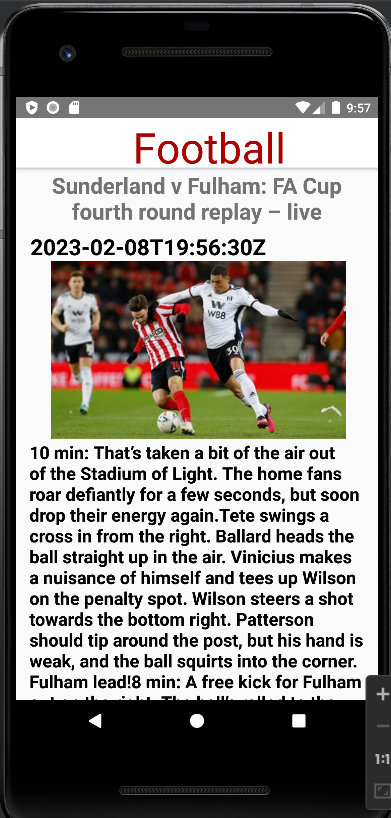 9:57
Football
Sunderland v Fulham: FA Cup
fourth round replay – live
2023-02-08T19:56:30Z
W88
30
10 min: That's taken a bit of the air out
of the Stadium of Light. The home fans
roar defiantly for a few seconds, but soon
drop their energy again.Tete swings a
cross in from the right. Ballard heads the
ball straight up in the air. Vinicius makes
a nuisance of himself and tees up Wilson
on the penalty spot. Wilson steers a shot
towards the bottom right. Patterson
should tip around the post, but his hand is
weak, and the ball squirts into the corner.
Fulham lead!8 min: A free kick for Fulham
1:1